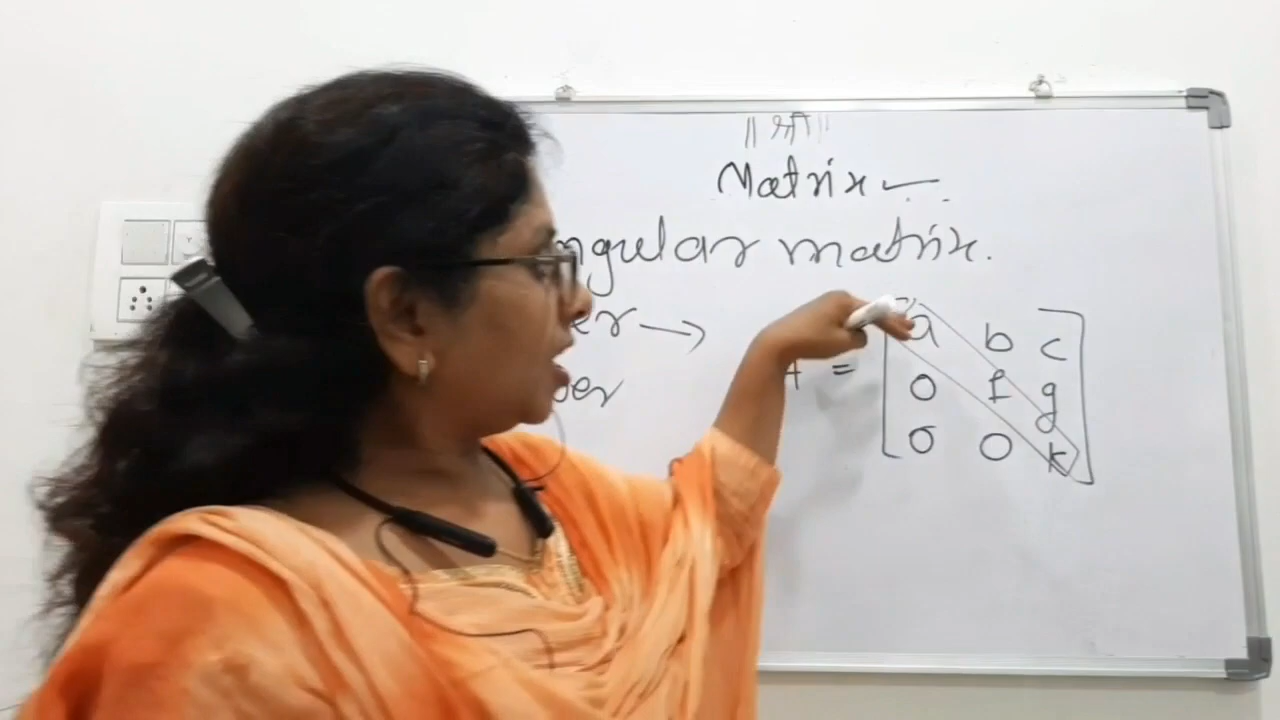 ॥ श्री ॥
Matrix
ngular matrix.
er →
per
A = [ a b c
0 f g
0 0 k ]